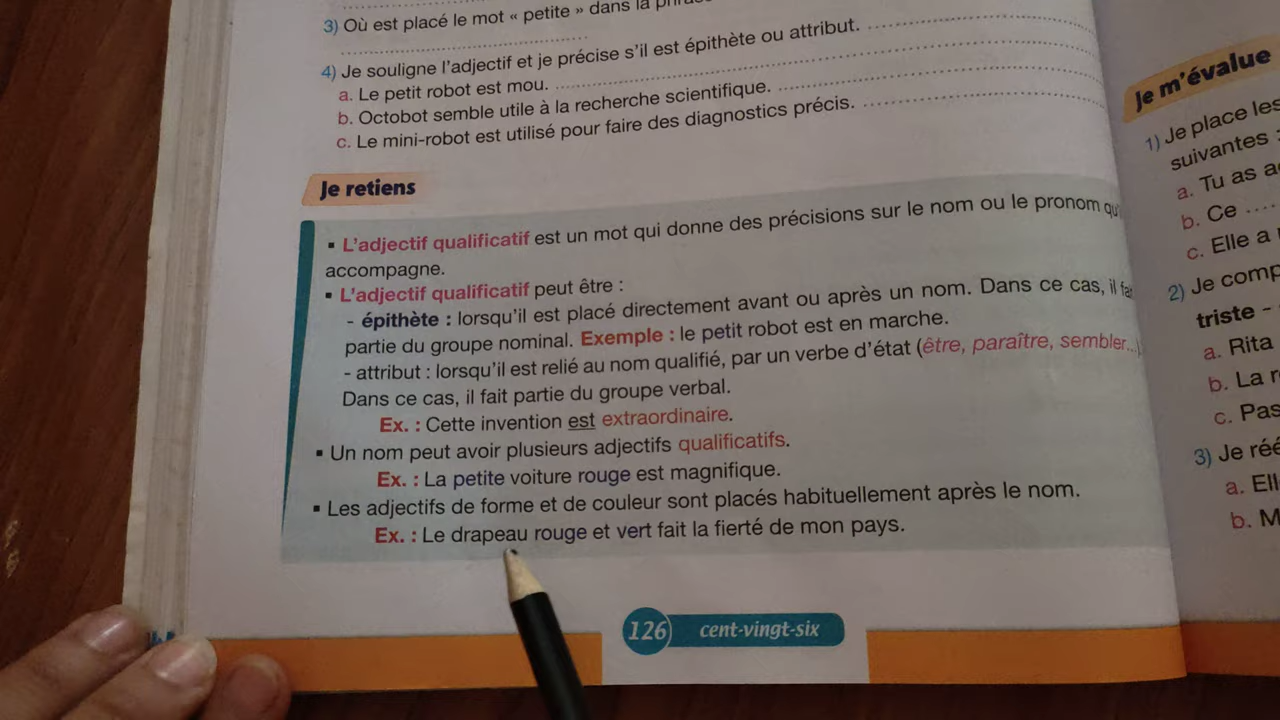 3) Où est placé le mot « petite » dans la
4) Je souligne l'adjectif et je précise s'il est épithète ou attribut.
a. Le petit robot est mou.
b. Octobot semble utile à la recherche scientifique.
c. Le mini-robot est utilisé pour faire des diagnostics précis.
Je retiens
▪ L'adjectif qualificatif est un mot qui donne des précisions sur le nom ou le pronom
accompagne.
▪ L'adjectif qualificatif peut être :
- épithète : lorsqu'il est placé directement avant ou après un nom. Dans ce cas, il
partie du groupe nominal. Exemple : le petit robot est en marche.
- attribut : lorsqu'il est relié au nom qualifié, par un verbe d'état (être, paraître, sembler...)
Dans ce cas, il fait partie du groupe verbal.
Ex. : Cette invention est extraordinaire.
▪ Un nom peut avoir plusieurs adjectifs qualificatifs.
Ex. : La petite voiture rouge est magnifique.
▪ Les adjectifs de forme et de couleur sont placés habituellement après le nom.
Ex. : Le drapeau rouge et vert fait la fierté de mon pays.
126 cent-vingt-six
Je m'évalue
1) Je place les
suivantes :
a. Tu as
b. Ce ....
c. Elle a
2) Je
triste -
a. Rita
b. La
c.
3) Je
a.
b.